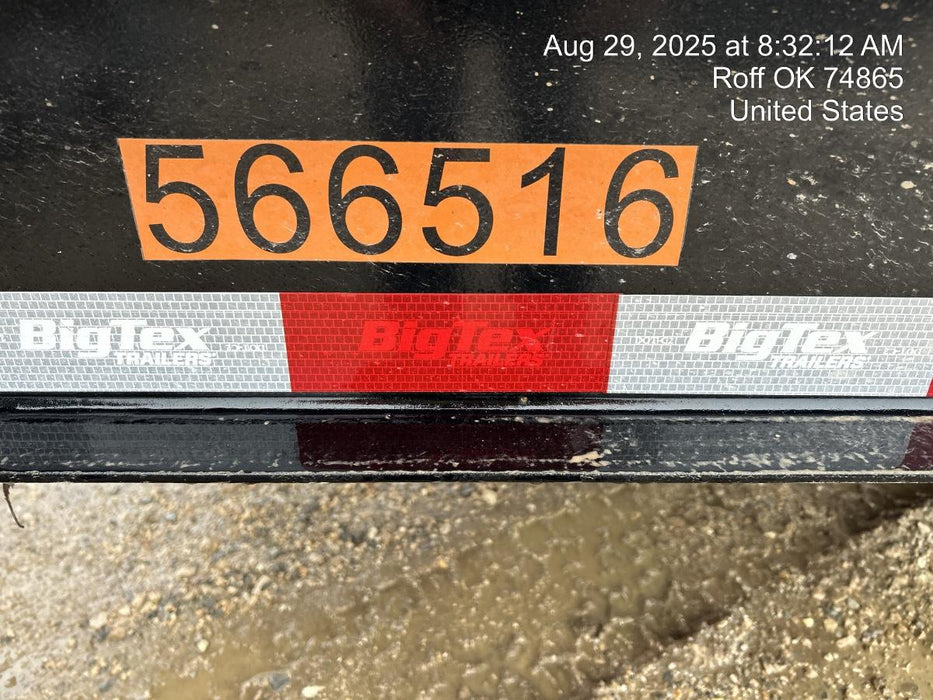 Aug 29, 2025 at 8:32:12 AM
Roff OK 74865
United States
566516
BigTex BigTex BigTex
TRAILERS TRAILERS TRAILERS